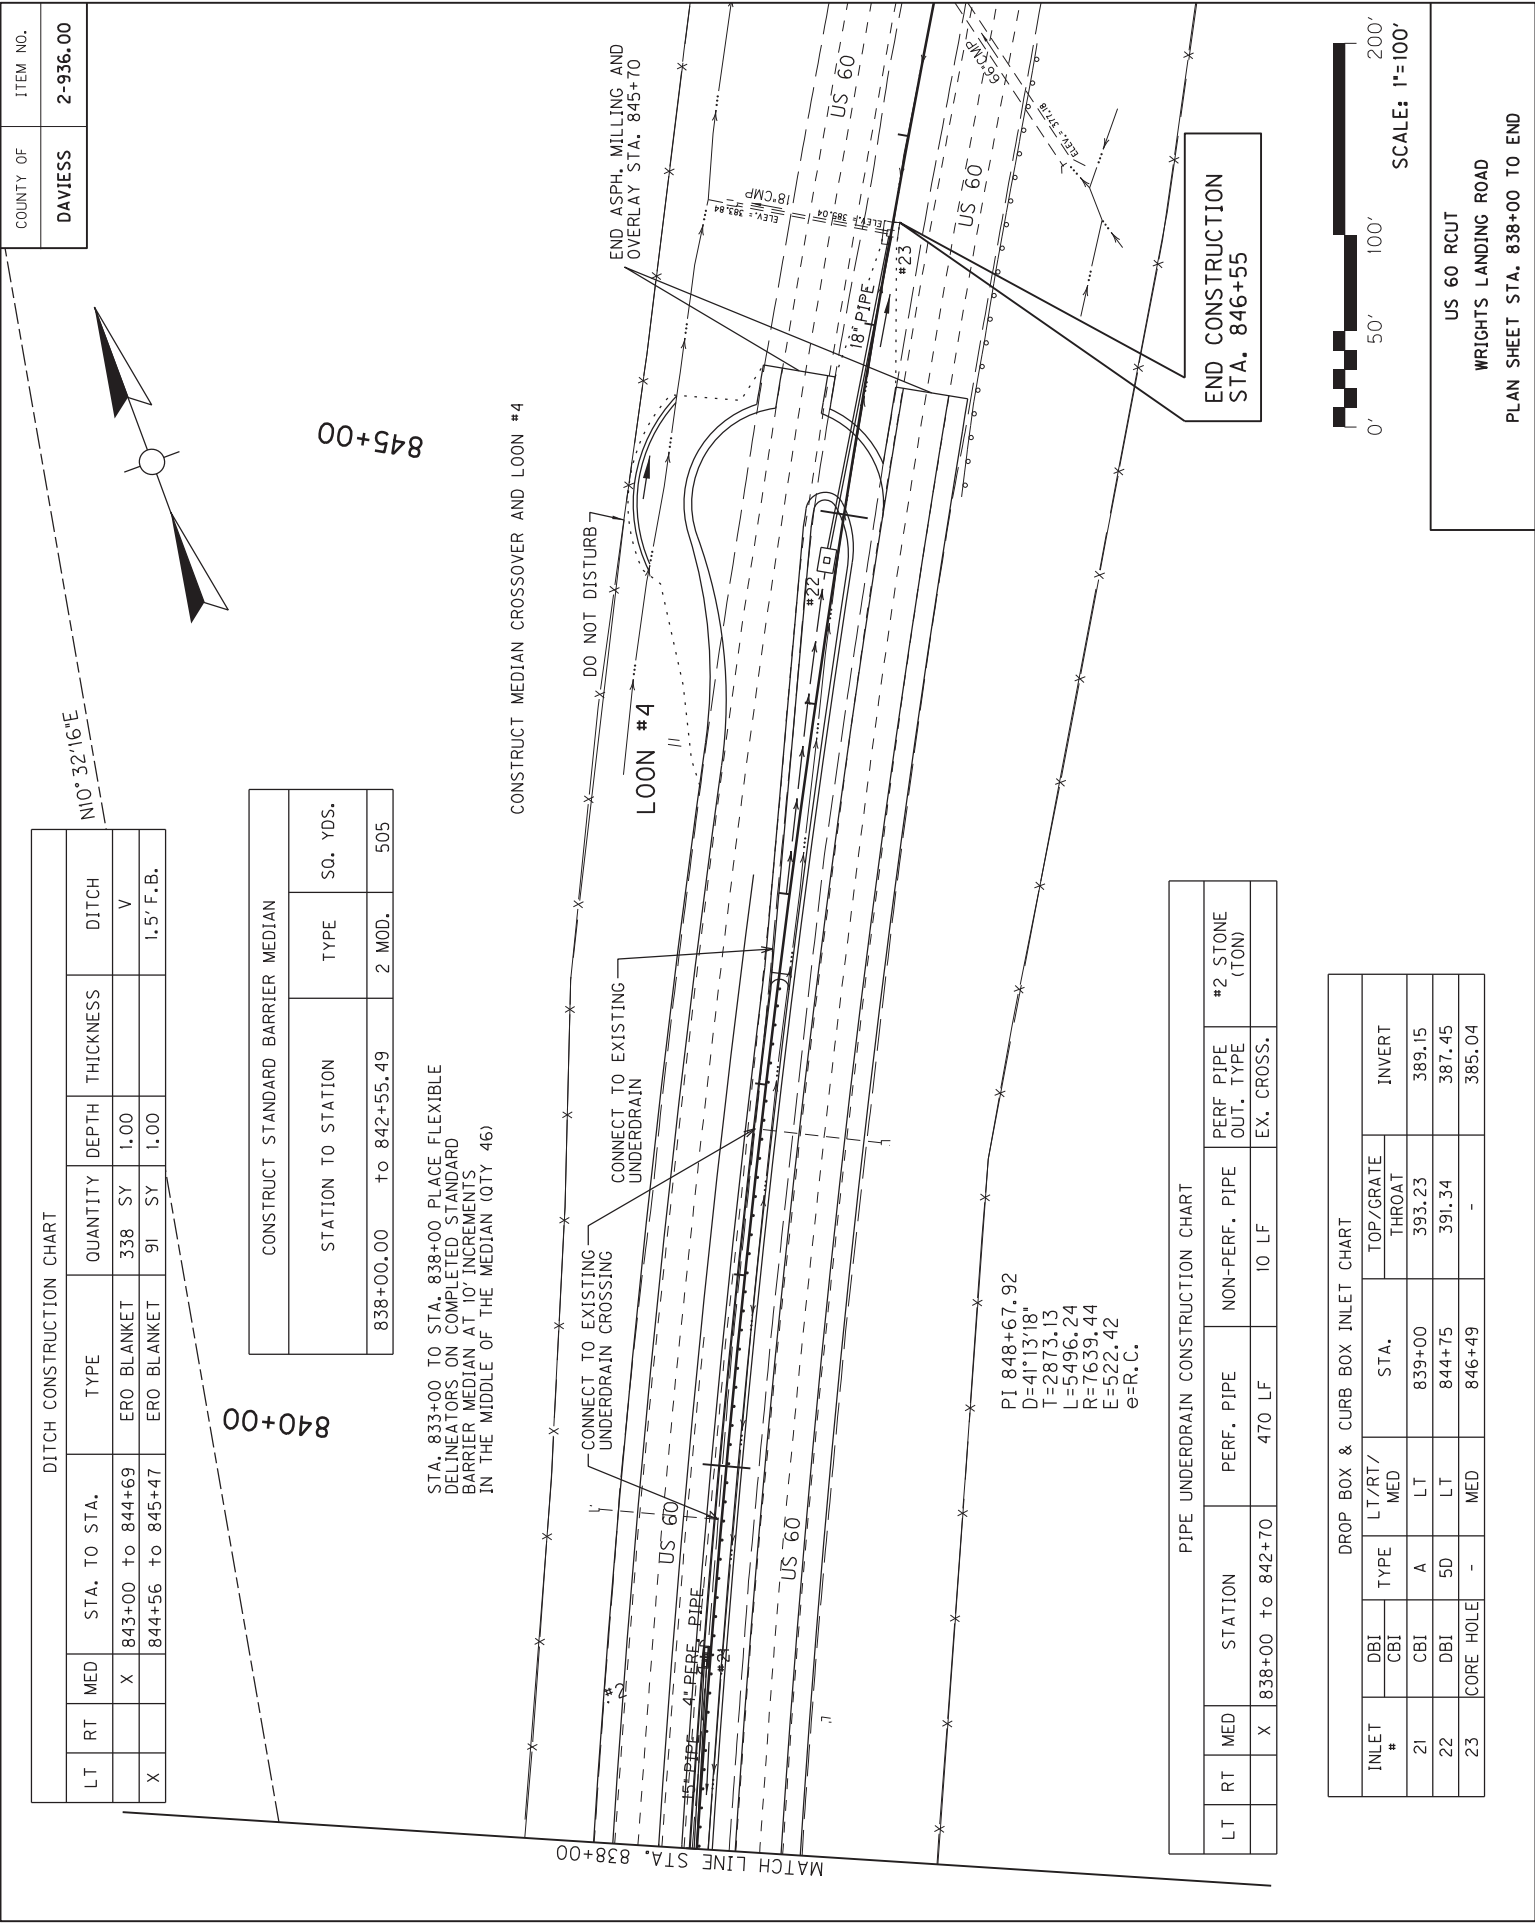 COUNTY OF ITEM NO.
DAVIESS 2-936.00
DITCH CONSTRUCTION CHART
LT RT MED STA. TO STA. TYPE QUANTITY DEPTH THICKNESS DITCH
X 843+00 to 844+69 ERO BLANKET 338 SY 1.00 V
X 844+56 to 845+47 ERO BLANKET 91 SY 1.00 1.5' F.B.
N10° 32'16"E
CONSTRUCT STANDARD BARRIER MEDIAN
STATION TO STATION TYPE SQ. YDS.
838+00.00 to 842+55.49 2 MOD. 505
840+00
845+00
STA. 833+00 TO STA. 838+00 PLACE FLEXIBLE
DELINEATORS ON COMPLETED STANDARD
BARRIER MEDIAN AT 10' INCREMENTS
IN THE MIDDLE OF THE MEDIAN (QTY 46)
CONSTRUCT MEDIAN CROSSOVER AND LOON #4
DO NOT DISTURB
LOON #4
END ASPH. MILLING AND
OVERLAY STA. 845+70
CONNECT TO EXISTING
UNDERDRAIN CROSSING
CONNECT TO EXISTING
UNDERDRAIN
MATCH LINE STA. 838+00
#2
15" PIPE
4" PERF. PIPE
#21
US 60
US 60
#22
18" PIPE
#23
ELEV.= 383.84
18"CMP
ELEV.= 385.04
US 60
US 60
66"CMP
ELEV.= 377.18
END CONSTRUCTION
STA. 846+55
PI 848+67.92
D=41°13'18"
T=2873.13
L=5496.24
R=7639.44
E=522.42
e=R.C.
PIPE UNDERDRAIN CONSTRUCTION CHART
LT RT MED STATION PERF. PIPE NON-PERF. PIPE PERF PIPE OUT. TYPE #2 STONE (TON)
X 838+00 to 842+70 470 LF 10 LF EX. CROSS.
DROP BOX & CURB BOX INLET CHART
INLET # DBI CBI TYPE LT/RT/ MED STA. TOP/GRATE THROAT INVERT
21 CBI A LT 839+00 393.23 389.15
22 DBI 5D LT 844+75 391.34 387.45
23 CORE HOLE - MED 846+49 - 385.04
0' 50' 100' 200'
SCALE: 1"=100'
US 60 RCUT
WRIGHTS LANDING ROAD
PLAN SHEET STA. 838+00 TO END